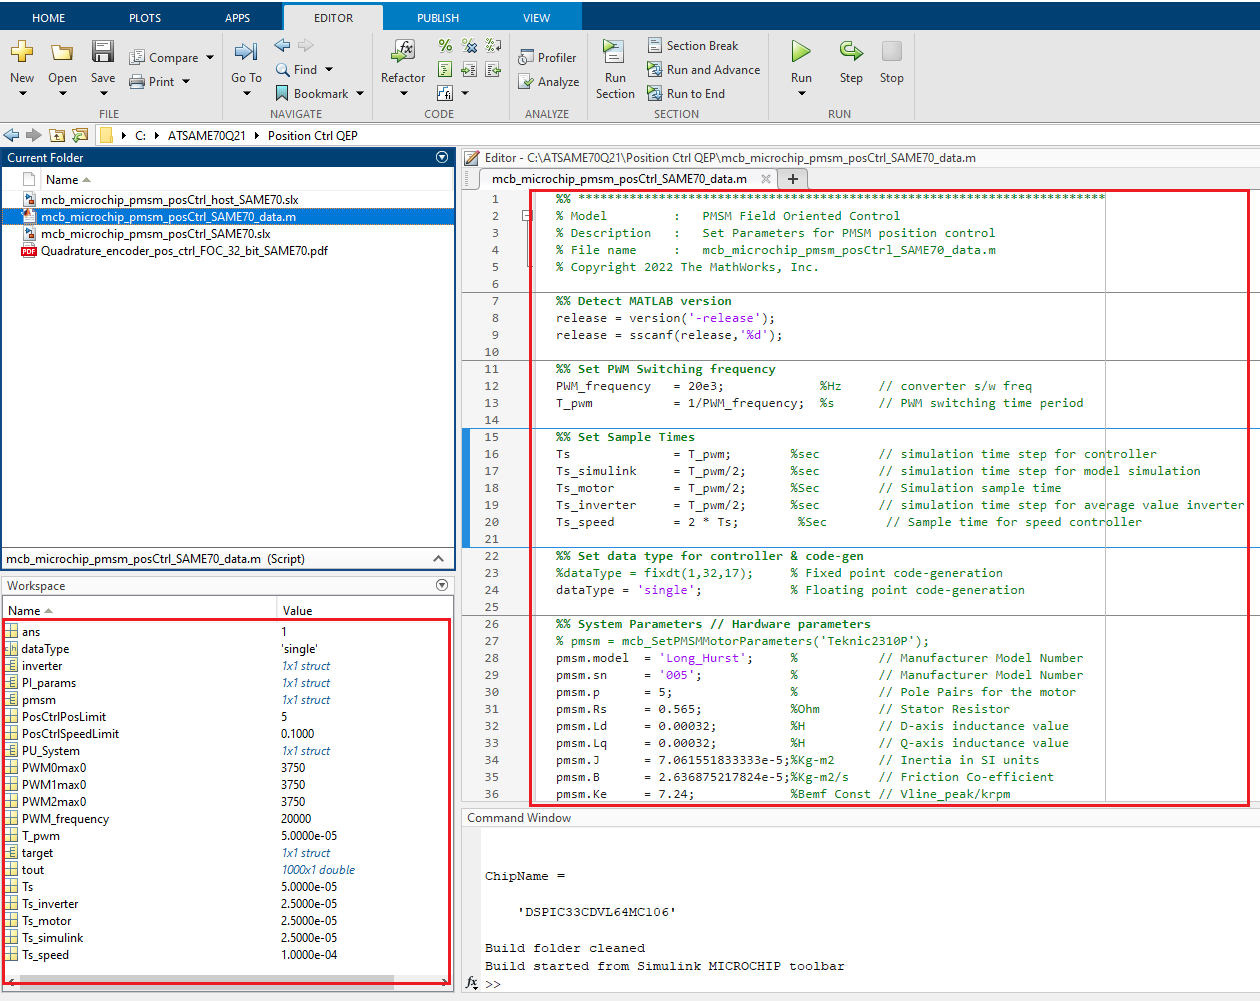 HOME PLOTS APPS EDITOR PUBLISH VIEW
New Open Save Compare Print
FILE
Go To Find Bookmark
NAVIGATE
Refactor
CODE
Profiler
Analyze
ANALYZE
Run Section
Section Break
Run and Advance
Run to End
SECTION
Run Step Stop
RUN
C: ATSAME70Q21 Position Ctrl QEP
Current Folder
Name
mcb_microchip_pmsm_posCtrl_host_SAME70.slx
mcb_microchip_pmsm_posCtrl_SAME70_data.m
mcb_microchip_pmsm_posCtrl_SAME70.slx
Quadrature_encoder_pos_ctrl_FOC_32_bit_SAME70.pdf
mcb_microchip_pmsm_posCtrl_SAME70_data.m (Script)
Workspace
Name Value
ans 1
dataType 'single'
inverter 1x1 struct
PI_params 1x1 struct
pmsm 1x1 struct
PosCtrlPosLimit 5
PosCtrlSpeedLimit 0.1000
PU_System 1x1 struct
PWM0max0 3750
PWM1max0 3750
PWM2max0 3750
PWM_frequency 20000
T_pwm 5.0000e-05
target 1x1 struct
tout 1000x1 double
Ts 5.0000e-05
Ts_inverter 2.5000e-05
Ts_motor 2.5000e-05
Ts_simulink 2.5000e-05
Ts_speed 1.0000e-04
Editor - C:\ATSAME70Q21\Position Ctrl QEP\mcb_microchip_pmsm_posCtrl_SAME70_data.m
mcb_microchip_pmsm_posCtrl_SAME70_data.m
1 %% ************************************************************************
2 % Model : PMSM Field Oriented Control
3 % Description : Set Parameters for PMSM position control
4 % File name : mcb_microchip_pmsm_posCtrl_SAME70_data.m
5 % Copyright 2022 The MathWorks, Inc.
6
7 %% Detect MATLAB version
8 release = version('-release');
9 release = sscanf(release,'%d');
10
11 %% Set PWM Switching frequency
12 PWM_frequency = 20e3; %Hz // converter s/w freq
13 T_pwm = 1/PWM_frequency; %s // PWM switching time period
14
15 %% Set Sample Times
16 Ts = T_pwm; %sec // simulation time step for controller
17 Ts_simulink = T_pwm/2; %sec // simulation time step for model simulation
18 Ts_motor = T_pwm/2; %Sec // Simulation sample time
19 Ts_inverter = T_pwm/2; %sec // simulation time step for average value inverter
20 Ts_speed = 2 * Ts; %Sec // Sample time for speed controller
21
22 %% Set data type for controller & code-gen
23 %dataType = fixdt(1,32,17); % Fixed point code-generation
24 dataType = 'single'; % Floating point code-generation
25
26 %% System Parameters // Hardware parameters
27 % pmsm = mcb_SetPMSMMotorParameters('Teknic2310P');
28 pmsm.model = 'Long_Hurst'; % // Manufacturer Model Number
29 pmsm.sn = '005'; % // Manufacturer Model Number
30 pmsm.p = 5; % // Pole Pairs for the motor
31 pmsm.Rs = 0.565; %Ohm // Stator Resistor
32 pmsm.Ld = 0.00032; %H // D-axis inductance value
33 pmsm.Lq = 0.00032; %H // Q-axis inductance value
34 pmsm.J = 7.061551833333e-5;%Kg-m2 // Inertia in SI units
35 pmsm.B = 2.636875217824e-5;%Kg-m2/s // Friction Co-efficient
36 pmsm.Ke = 7.24; %Bemf Const // Vline_peak/krpm
Command Window
ChipName =
'DSPIC33CDVL64MC106'
Build folder cleaned
Build started from Simulink MICROCHIP toolbar
fx >>